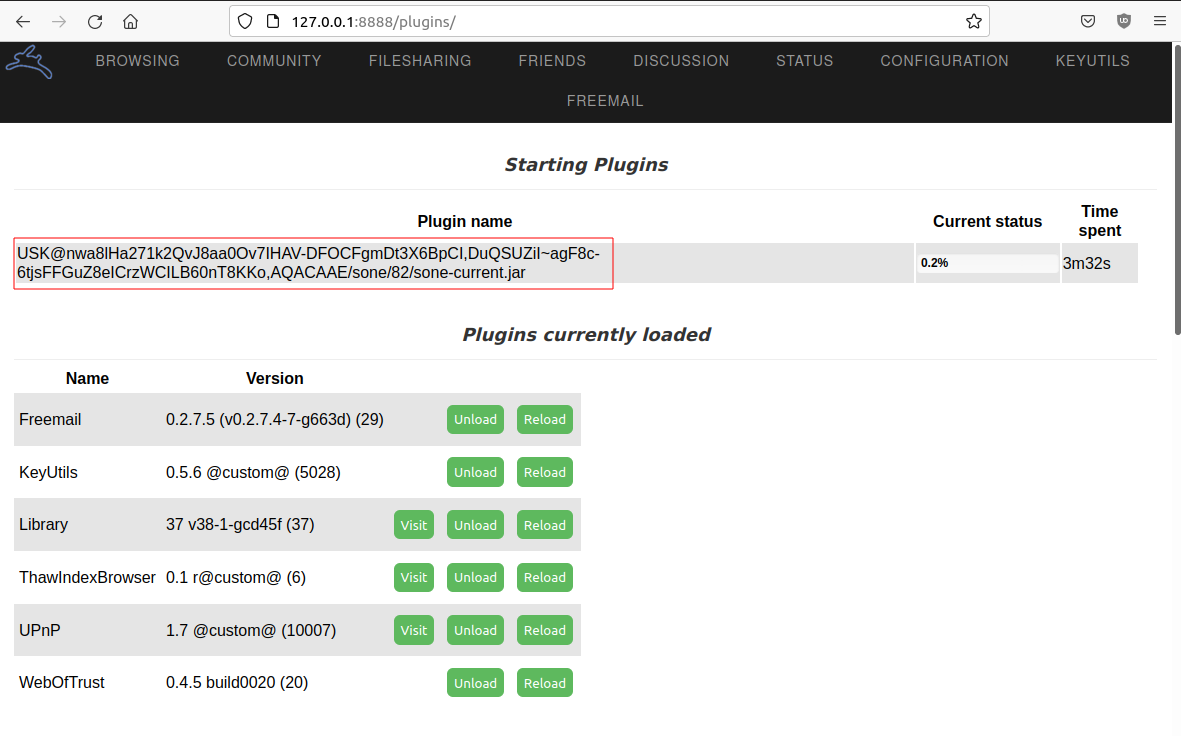 127.0.0.1:8888/plugins/
BROWSING COMMUNITY FILESHARING FRIENDS DISCUSSION STATUS CONFIGURATION KEYUTILS
FREEMAIL
Starting Plugins
Plugin name Current status Time spent
USK@nwa8lHa271k2QvJ8aa0Ov7IHAV-DFOCFgmDt3X6BpCI,DuQSUZiI~agF8c-
6tjsFFGuZ8eICrzWCILB60nT8KKo,AQACAAE/sone/82/sone-current.jar
0.2% 3m32s
Plugins currently loaded
Name Version
Freemail 0.2.7.5 (v0.2.7.4-7-g663d) (29) Unload Reload
KeyUtils 0.5.6 @custom@ (5028) Unload Reload
Library 37 v38-1-gcd45f (37) Visit Unload Reload
ThawIndexBrowser 0.1 r@custom@ (6) Visit Unload Reload
UPnP 1.7 @custom@ (10007) Visit Unload Reload
WebOfTrust 0.4.5 build0020 (20) Unload Reload